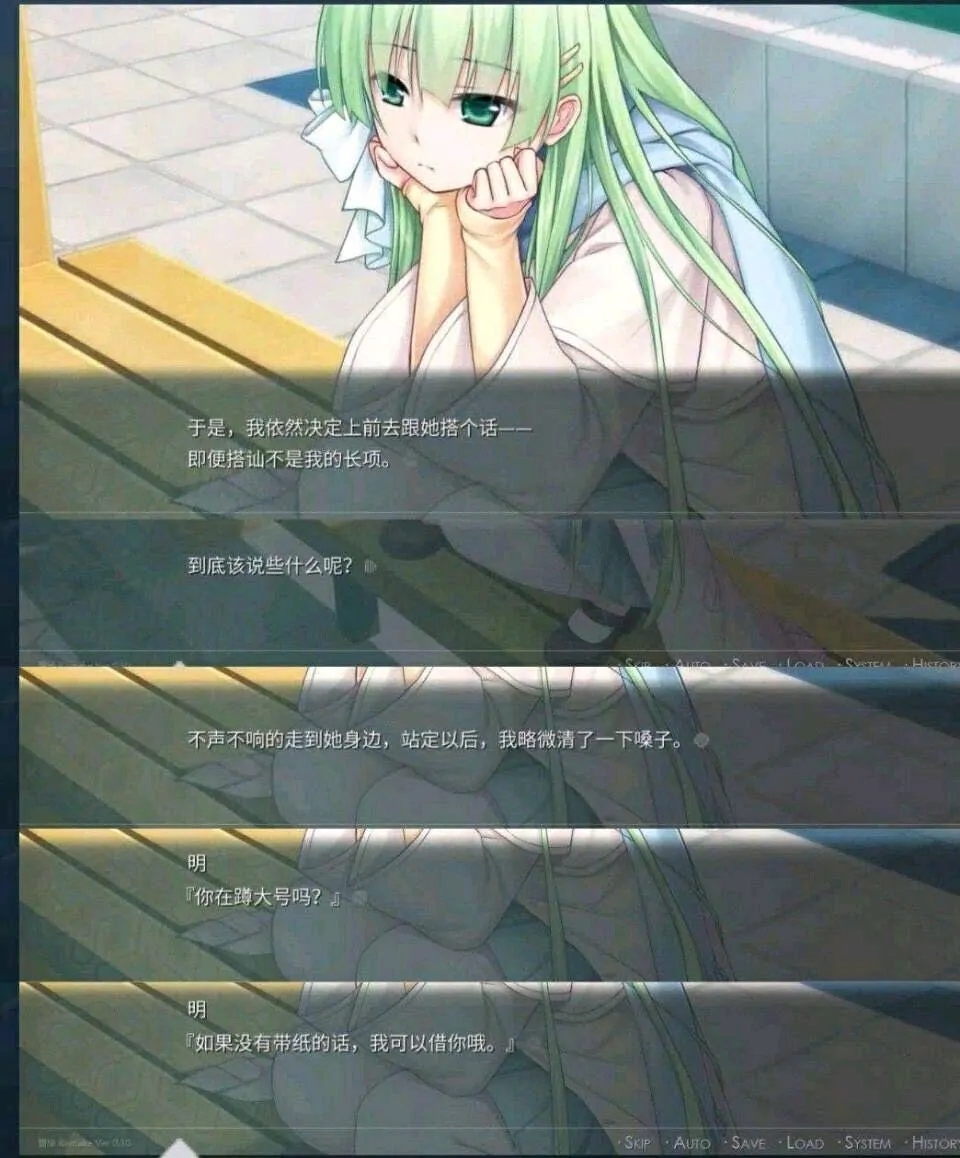 于是，我依然决定上前去跟她搭个话——
即便搭讪不是我的长项。
到底该说些什么呢？
· SKIP · AUTO · SAVE · LOAD · SYSTEM · HISTORY
不声不响的走到她身边，站定以后，我略微清了一下嗓子。
明
『你在蹲大号吗？』
明
『如果没有带纸的话，我可以借你哦。』
· SKIP · AUTO · SAVE · LOAD · SYSTEM · HISTORY